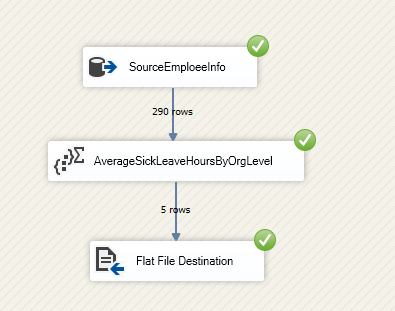 SourceEmploeeInfo
290 rows
AverageSickLeaveHoursByOrgLevel
5 rows
Flat File Destination